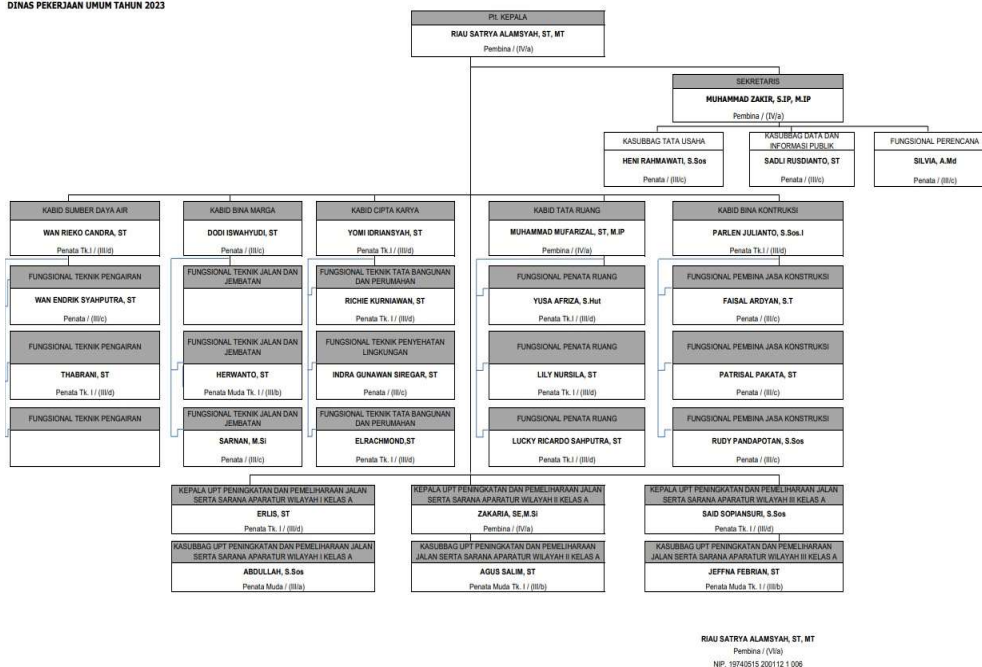 DINAS PEKERJAAN UMUM TAHUN 2023
Plt. KEPALA
RIAU SATRYA ALAMSYAH, ST, MT
Pembina / (IV/a)
SEKRETARIS
MUHAMMAD ZAKIR, S.IP, M.IP
Pembina / (IV/a)
KASUBBAG TATA USAHA
HENI RAHMAWATI, S.Sos
Penata / (III/c)
KASUBBAG DATA DAN
INFORMASI PUBLIK
SADLI RUSDIANTO, ST
Penata / (III/c)
FUNGSIONAL PERENCANA
SILVIA, A.Md
Penata / (III/c)
KABID SUMBER DAYA AIR
WAN RIEKO CANDRA, ST
Penata Tk.I / (III/d)
FUNGSIONAL TEKNIK PENGAIRAN
WAN ENDRIK SYAHPUTRA, ST
Penata / (III/c)
FUNGSIONAL TEKNIK PENGAIRAN
THABRANI, ST
Penata Tk. I / (III/d)
FUNGSIONAL TEKNIK PENGAIRAN
KABID BINA MARGA
DODI ISWAHYUDI, ST
Penata / (III/c)
FUNGSIONAL TEKNIK JALAN DAN
JEMBATAN
FUNGSIONAL TEKNIK JALAN DAN
JEMBATAN
HERWANTO, ST
Penata Muda Tk. I / (III/b)
FUNGSIONAL TEKNIK JALAN DAN
JEMBATAN
SARNAN, M.Si
Penata / (III/c)
KABID CIPTA KARYA
YOMI IDRIANSYAH, ST
Penata Tk.I / (III/d)
FUNGSIONAL TEKNIK TATA BANGUNAN
DAN PERUMAHAN
RICHIE KURNIAWAN, ST
Penata Tk. I / (III/d)
FUNGSIONAL TEKNIK PENYEHATAN
LINGKUNGAN
INDRA GUNAWAN SIREGAR, ST
Penata / (III/c)
FUNGSIONAL TEKNIK TATA BANGUNAN
DAN PERUMAHAN
ELRACHMOND,ST
Penata Tk. I / (III/d)
KABID TATA RUANG
MUHAMMAD MUFARIZAL, ST, M.IP
Pembina / (IV/a)
FUNGSIONAL PENATA RUANG
YUSA AFRIZA, S.Hut
Penata Tk.I / (III/d)
FUNGSIONAL PENATA RUANG
LILY NURSILA, ST
Penata Tk. I / (III/d)
FUNGSIONAL PENATA RUANG
LUCKY RICARDO SAHPUTRA, ST
Penata Tk.I / (III/d)
KABID BINA KONTRUKSI
PARLEN JULIANTO, S.Sos.I
Penata Tk.I / (III/d)
FUNGSIONAL PEMBINA JASA KONSTRUKSI
FAISAL ARDYAN, S.T
Penata / (III/c)
FUNGSIONAL PEMBINA JASA KONSTRUKSI
PATRISAL PAKATA, ST
Penata / (III/c)
FUNGSIONAL PEMBINA JASA KONSTRUKSI
RUDY PANDAPOTAN, S.Sos
Penata / (III/c)
KEPALA UPT PENINGKATAN DAN PEMELIHARAAN JALAN
SERTA SARANA APARATUR WILAYAH I KELAS A
ERLIS, ST
Penata Tk. I / (III/d)
KASUBBAG UPT PENINGKATAN DAN PEMELIHARAAN JALAN
SERTA SARANA APARATUR WILAYAH I KELAS A
ABDULLAH, S.Sos
Penata Muda / (III/a)
KEPALA UPT PENINGKATAN DAN PEMELIHARAAN JALAN
SERTA SARANA APARATUR WILAYAH II KELAS A
ZAKARIA, SE,M.Si
Pembina / (IV/a)
KASUBBAG UPT PENINGKATAN DAN PEMELIHARAAN
JALAN SERTA SARANA APARATUR WILAYAH II KELAS A
AGUS SALIM, ST
Penata Muda Tk. I / (III/b)
KEPALA UPT PENINGKATAN DAN PEMELIHARAAN JALAN
SERTA SARANA APARATUR WILAYAH III KELAS A
SAID SOPIANSURI, S.Sos
Penata Tk. I / (III/d)
KASUBBAG UPT PENINGKATAN DAN PEMELIHARAAN
JALAN SERTA SARANA APARATUR WILAYAH III KELAS A
JEFFNA FEBRIAN, ST
Penata Muda Tk. I / (III/b)
RIAU SATRYA ALAMSYAH, ST, MT
Pembina / (VI/a)
NIP. 19740515 200112 1 006